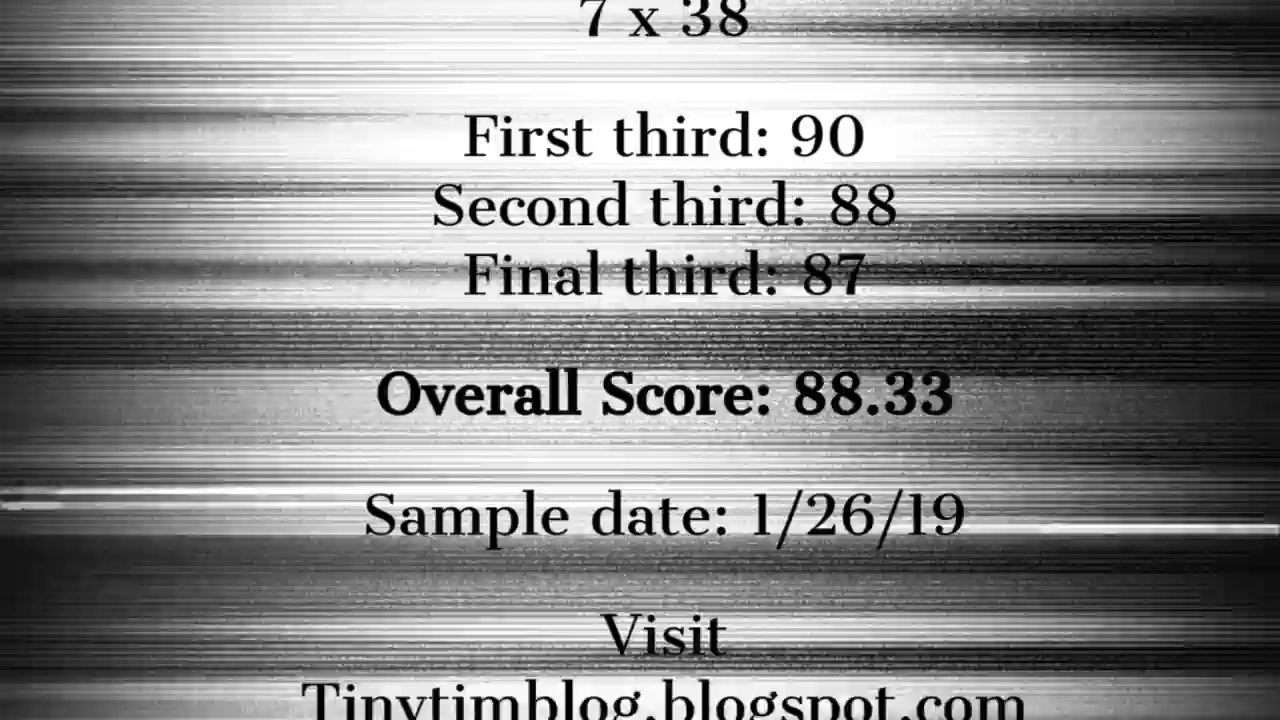 7 x 38
First third: 90
Second third: 88
Final third: 87
Overall Score: 88.33
Sample date: 1/26/19
Visit
Tinytimblog.blogspot.com